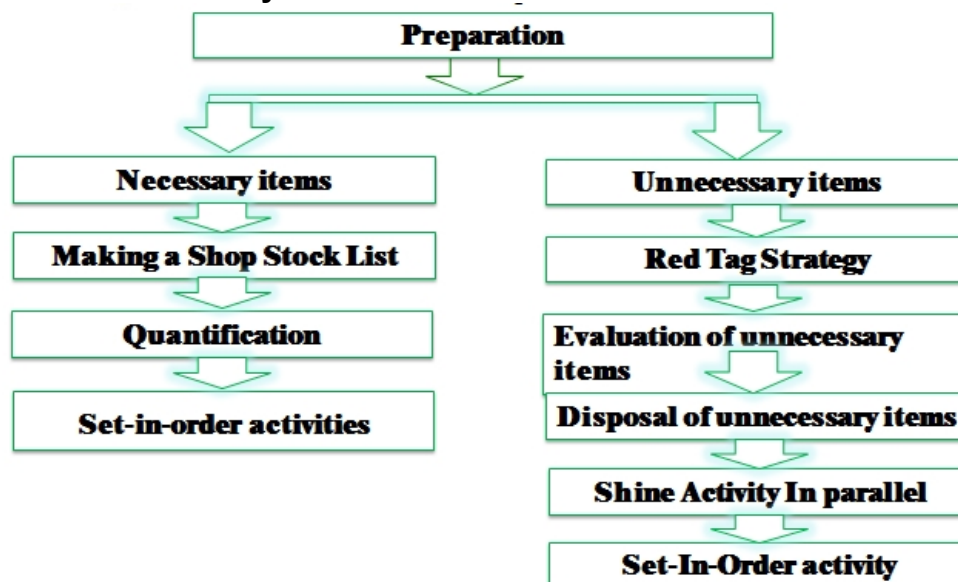 Preparation
Necessary items
Making a Shop Stock List
Quantification
Set-in-order activities
Unnecessary items
Red Tag Strategy
Evaluation of unnecessary
items
Disposal of unnecessary items
Shine Activity In parallel
Set-In-Order activity